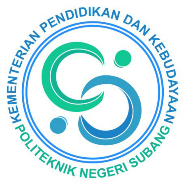 KEMENTERIAN PENDIDIKAN DAN KEBUDAYAAN
POLITEKNIK NEGERI SUBANG